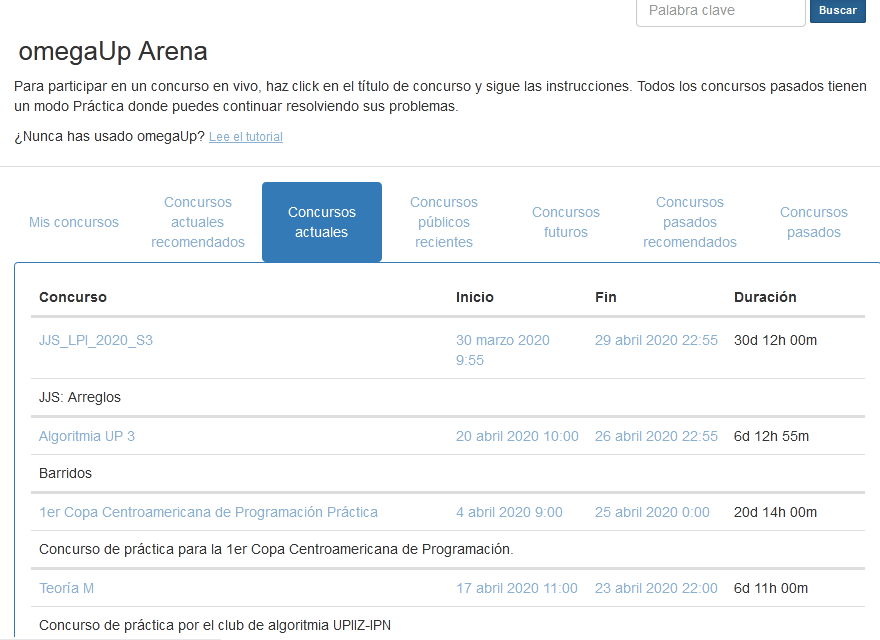 Palabra clave
Buscar
omegaUp Arena
Para participar en un concurso en vivo, haz click en el título de concurso y sigue las instrucciones. Todos los concursos pasados tienen
un modo Práctica donde puedes continuar resolviendo sus problemas.
¿Nunca has usado omegaUp? Lee el tutorial
Mis concursos
Concursos
actuales
recomendados
Concursos
actuales
Concursos
públicos
recientes
Concursos
futuros
Concursos
pasados
recomendados
Concursos
pasados
Concurso Inicio Fin Duración
JJS_LPI_2020_S3 30 marzo 2020 29 abril 2020 22:55 30d 12h 00m
9:55
JJS: Arreglos
Algoritmia UP 3 20 abril 2020 10:00 26 abril 2020 22:55 6d 12h 55m
Barridos
1er Copa Centroamericana de Programación Práctica 4 abril 2020 9:00 25 abril 2020 0:00 20d 14h 00m
Concurso de práctica para la 1er Copa Centroamericana de Programación.
Teoría M 17 abril 2020 11:00 23 abril 2020 22:00 6d 11h 00m
Concurso de práctica por el club de algoritmia UPIIZ-IPN